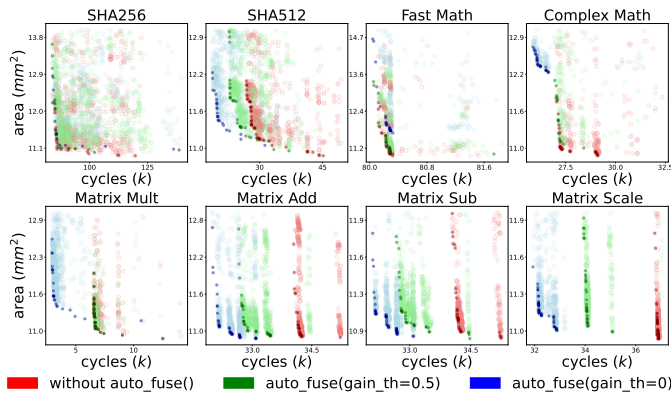 SHA256 SHA512 Fast Math Complex Math
area (mm²)
13.8 12.9 12.0 11.0
100 125
cycles (k)
12.9 12.2 11.6 11.0
30 45
cycles (k)
14.7 13.6 12.2 11.0
80.0 80.8 81.6
cycles (k)
12.9 12.2 11.6 11.0
27.5 30.0 32.5
cycles (k)
Matrix Mult Matrix Add Matrix Sub Matrix Scale
area (mm²)
12.9 12.2 11.6 11.0
5 10
cycles (k)
12.9 12.2 11.6 11.0
33.0 34.5
cycles (k)
11.9 11.6 11.3 10.9
33.0 34.5
cycles (k)
11.9 11.6 11.3 11.0
32 34 36
cycles (k)
without auto_fuse() auto_fuse(gain_th=0.5) auto_fuse(gain_th=0)